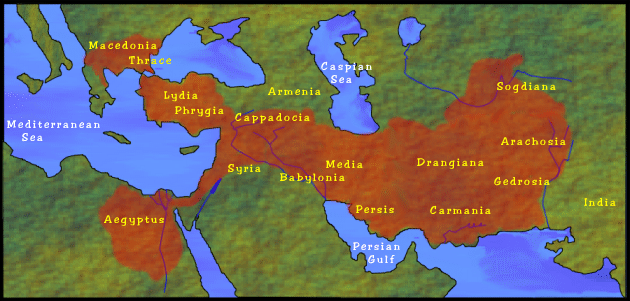 Macedonia
Thrace
Caspian
Sea
Sogdiana
Lydia
Armenia
Phrygia
Cappadocia
Mediterranean
Sea
Arachosia
Syria
Media
Drangiana
Babylonia
Gedrosia
India
Aegyptus
Persis
Carmania
Persian
Gulf